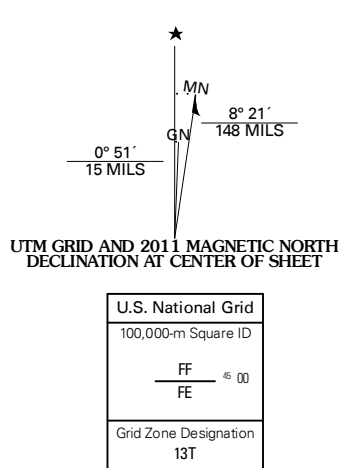 ★
MN
GN
8° 21´
148 MILS
0° 51´
15 MILS
UTM GRID AND 2011 MAGNETIC NORTH
DECLINATION AT CENTER OF SHEET
U.S. National Grid
100,000-m Square ID
FF
45 00
FE
Grid Zone Designation
13T